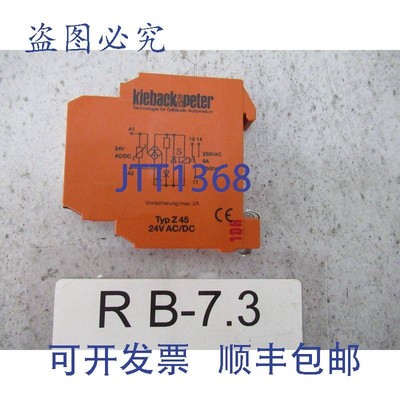 盗图必究
kieback&peter
Technologie für Gebäude-Automation
A1
24V
AC/DC
A2
12 14
250VAC
6A
11
JTT1368
Vorsicherung max. 2A
Typ Z 45
24V AC/DC
CE
R B-7.3
可开发票 顺丰包邮